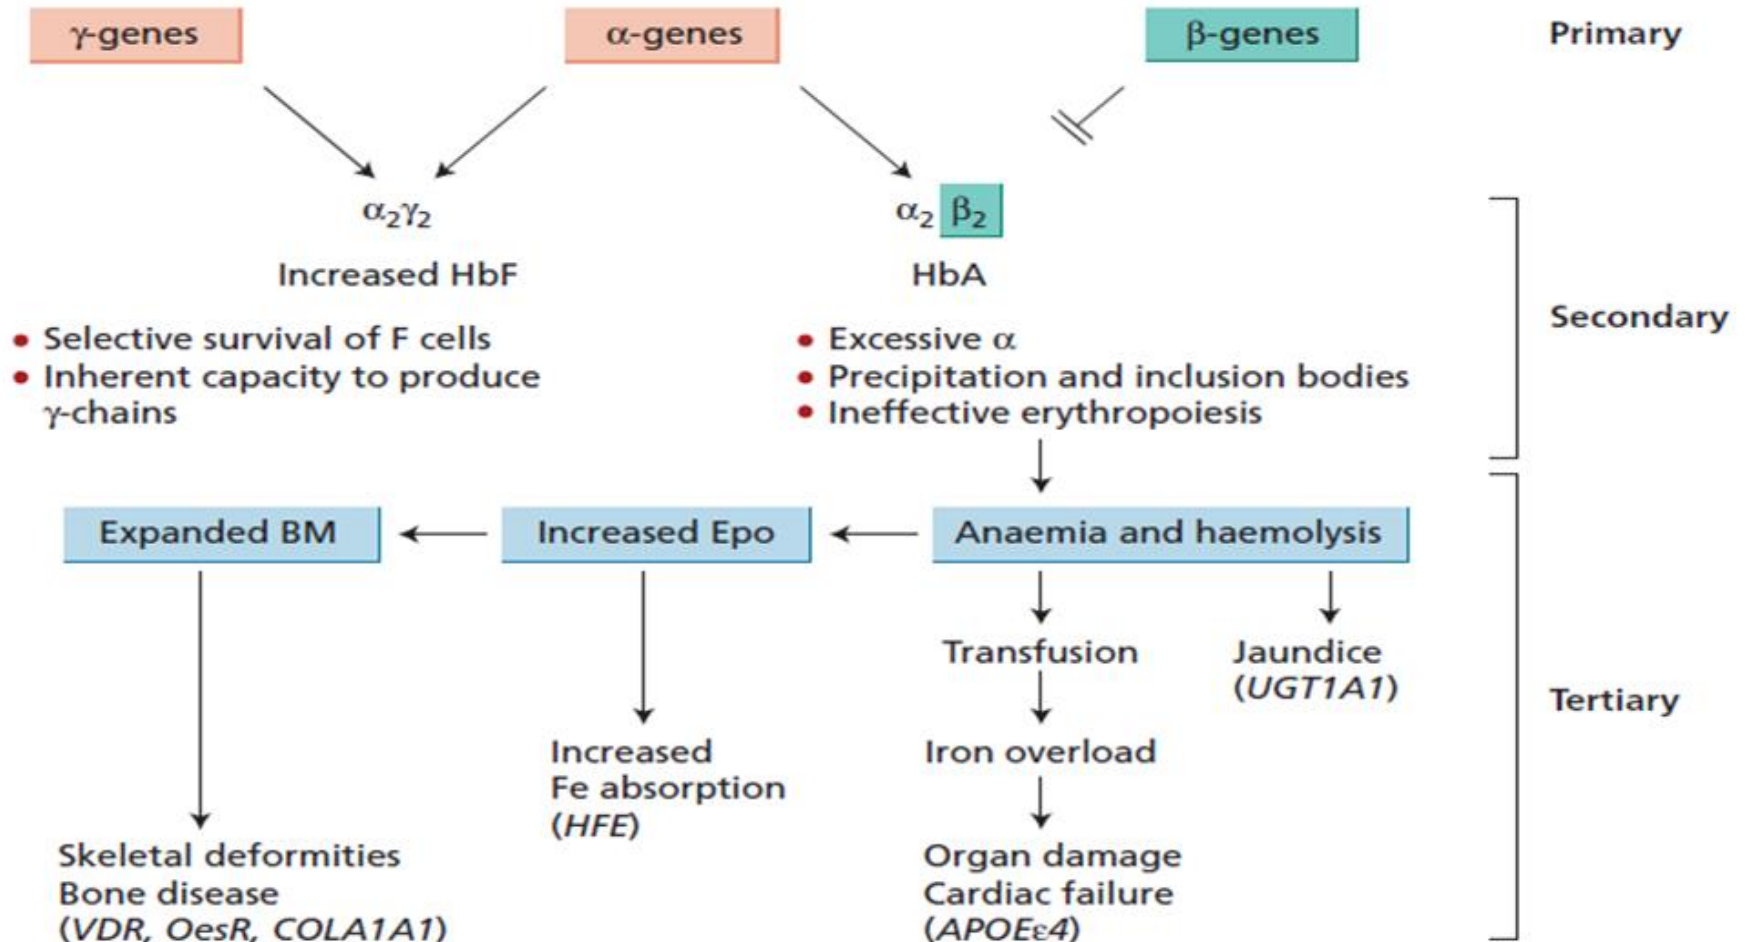 γ-genes
α-genes
β-genes
Primary
α₂γ₂
α₂ β₂
Increased HbF
HbA
• Selective survival of F cells
• Inherent capacity to produce
γ-chains
• Excessive α
• Precipitation and inclusion bodies
• Ineffective erythropoiesis
Secondary
Expanded BM
Increased Epo
Anaemia and haemolysis
Transfusion
Jaundice
(UGT1A1)
Tertiary
Increased
Fe absorption
(HFE)
Iron overload
Skeletal deformities
Bone disease
(VDR, OesR, COLA1A1)
Organ damage
Cardiac failure
(APOEε4)